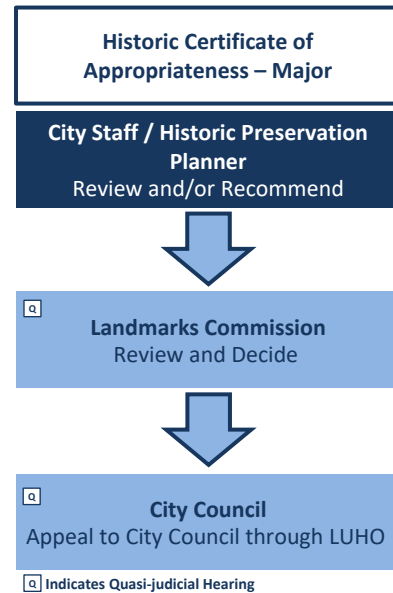 Historic Certificate of
Appropriateness – Major
City Staff / Historic Preservation
Planner
Review and/or Recommend
Q
Landmarks Commission
Review and Decide
Q
City Council
Appeal to City Council through LUHO
Q Indicates Quasi-judicial Hearing